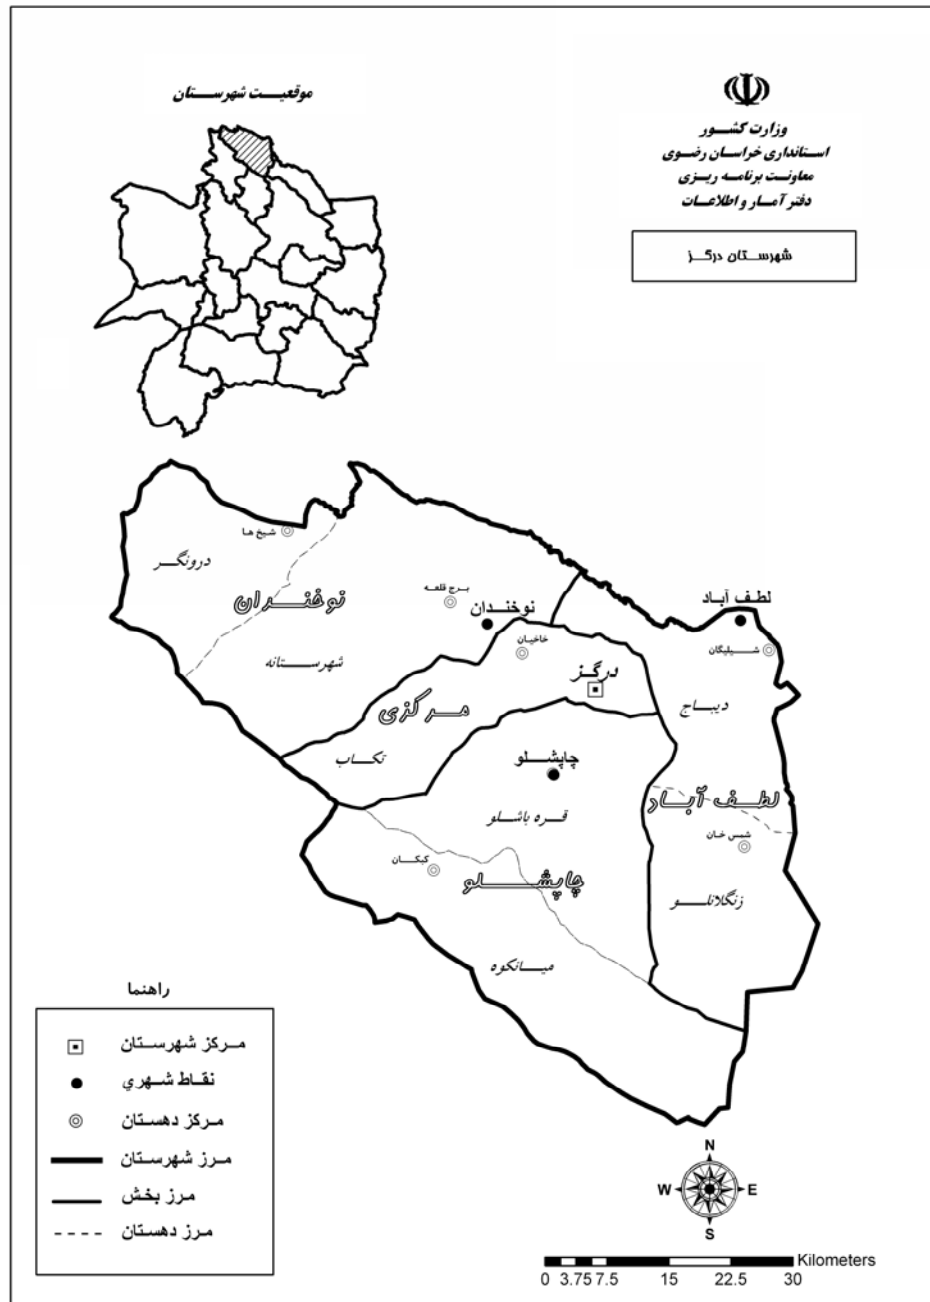 موقعیت شهرستان
وزارت کشور
استانداری خراسان رضوی
معاونت برنامه ریزی
دفتر آمار و اطلاعات
شهرستان درگز
شیخ ها
درونگر
نوخندران
برج قلعه
نوخندان
لطف آباد
خاخیان
شیلیگان
شهرستانه
درگز
دیباج
مرکزی
تکاب
چاپشلو
لطف آباد
قره باشلو
شمس خان
کبکان
چاپشلو
زنگلانلو
میانکوه
راهنما
مرکز شهرستان
نقاط شهري
مرکز دهستان
مرز شهرستان
مرز بخش
مرز دهستان
N
W E
S
Kilometers
0 3.75 7.5 15 22.5 30